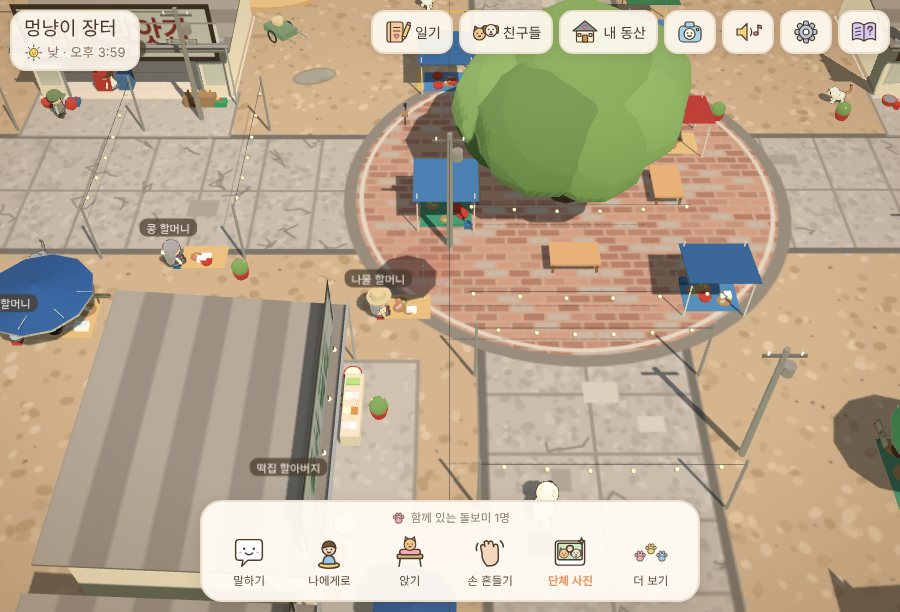 멍냥이 장터
낮 · 오후 3:59
일기
친구들
내 동산
콩 할머니
나물 할머니
할머니
떡집 할아버지
함께 있는 돌보미 1명
말하기
나에게로
앉기
손 흔들기
단체 사진
더 보기